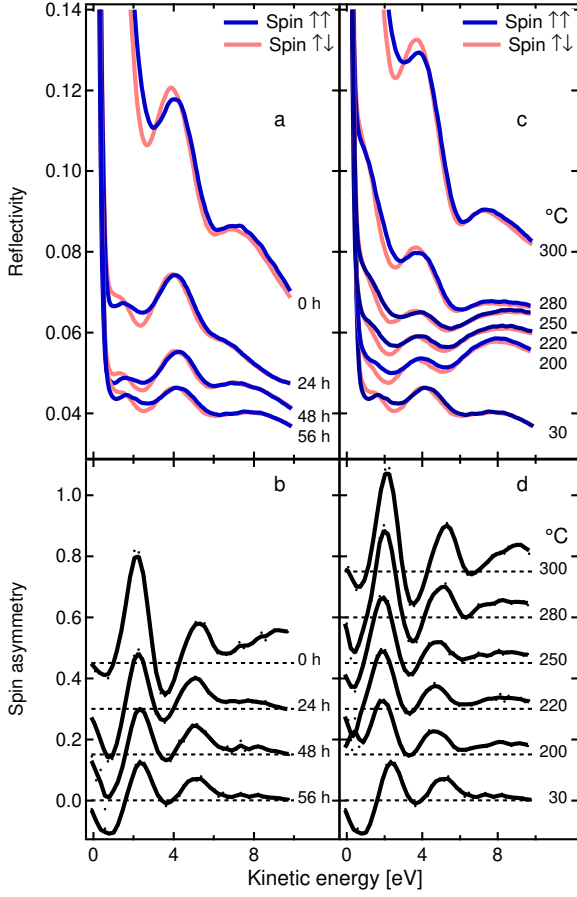 0.14
0.12
0.10
0.08
0.06
0.04
Reflectivity
Spin ↑↑
Spin ↑↓
a
0 h
24 h
48 h
56 h
Spin ↑↑
Spin ↑↓
c
°C
300
280
250
220
200
30
1.0
0.8
0.6
0.4
0.2
0.0
Spin asymmetry
b
0 h
24 h
48 h
56 h
d
°C
300
280
250
220
200
30
0 4 8
0 4 8
Kinetic energy [eV]